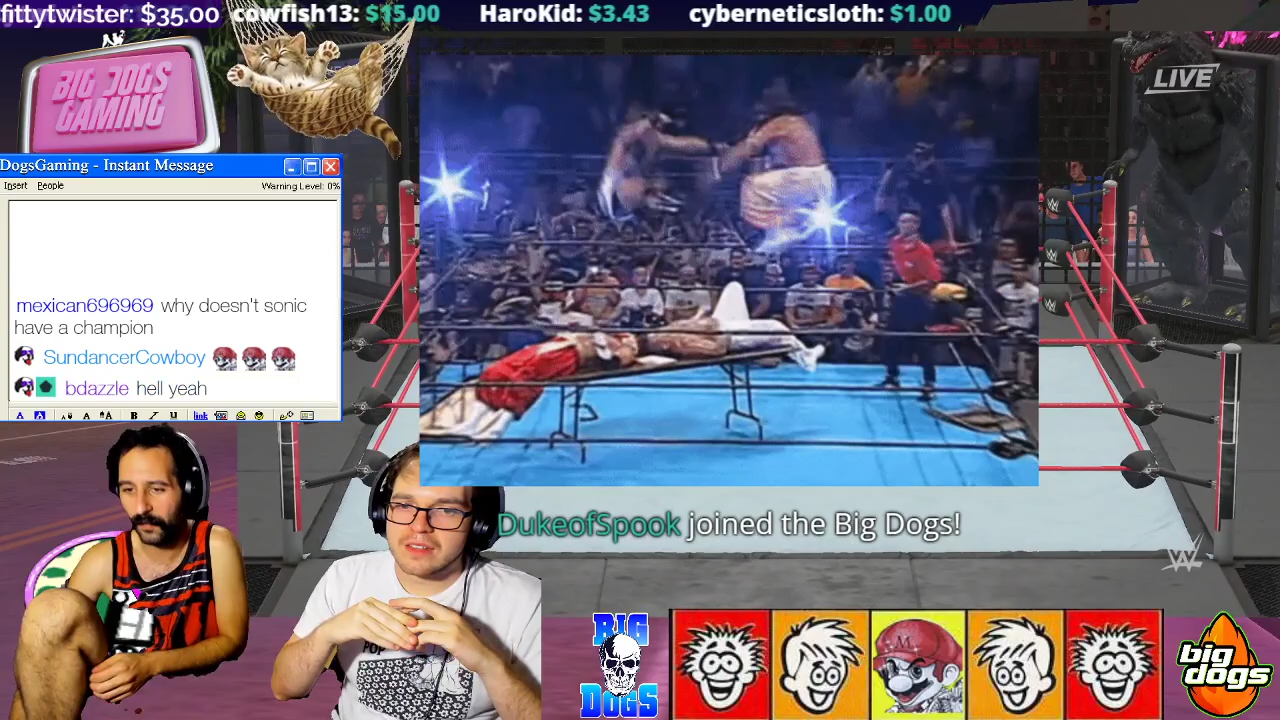 fittytwister: $35.00 cowfish13: $15.00 HaroKid: $3.43 cyberneticsloth: $1.00
BIG DOGS
GAMING
LIVE
DogsGaming - Instant Message
Insert People Warning Level: 0%
mexican696969 why doesn't sonic
have a champion
SundancerCowboy
bdazzle hell yeah
A A A A A B I U link
DukeofSpook joined the Big Dogs!
W
POP
BIG
DOGS
M
big
dogs